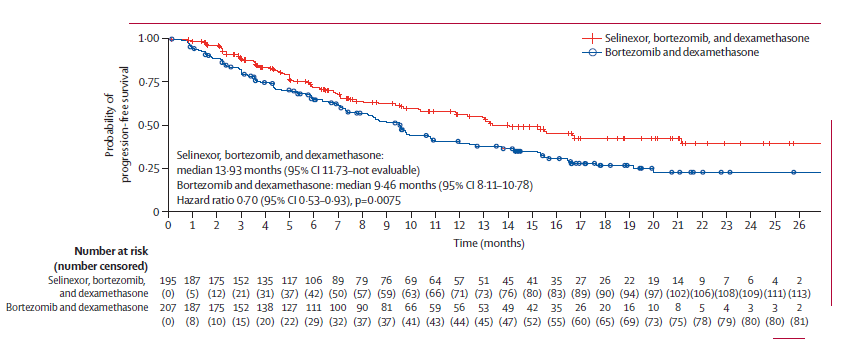 Selinexor, bortezomib, and dexamethasone
Bortezomib and dexamethasone
Probability of
progression-free survival
1·00
0·75
0·50
0·25
0
Selinexor, bortezomib, and dexamethasone:
median 13·93 months (95% CI 11·73–not evaluable)
Bortezomib and dexamethasone: median 9·46 months (95% CI 8·11–10·78)
Hazard ratio 0·70 (95% CI 0·53–0·93), p=0·0075
0 1 2 3 4 5 6 7 8 9 10 11 12 13 14 15 16 17 18 19 20 21 22 23 24 25 26
Time (months)
Number at risk
(number censored)
Selinexor, bortezomib, 195 187 175 152 135 117 106 89 79 76 69 64 57 51 45 41 35 27 26 22 19 14 9 7 6 4 2
and dexamethasone (0) (5) (12) (21) (31) (37) (42) (50) (57) (59) (63) (66) (71) (73) (76) (80) (83) (89) (90) (94) (97) (102) (106) (108) (109) (111) (113)
Bortezomib and dexamethasone 207 187 175 152 138 127 111 100 90 81 66 59 56 53 49 42 35 26 20 16 10 8 5 4 3 3 2
(0) (8) (10) (15) (20) (22) (29) (32) (37) (37) (41) (43) (44) (45) (47) (52) (55) (60) (65) (69) (73) (75) (78) (79) (80) (80) (81)